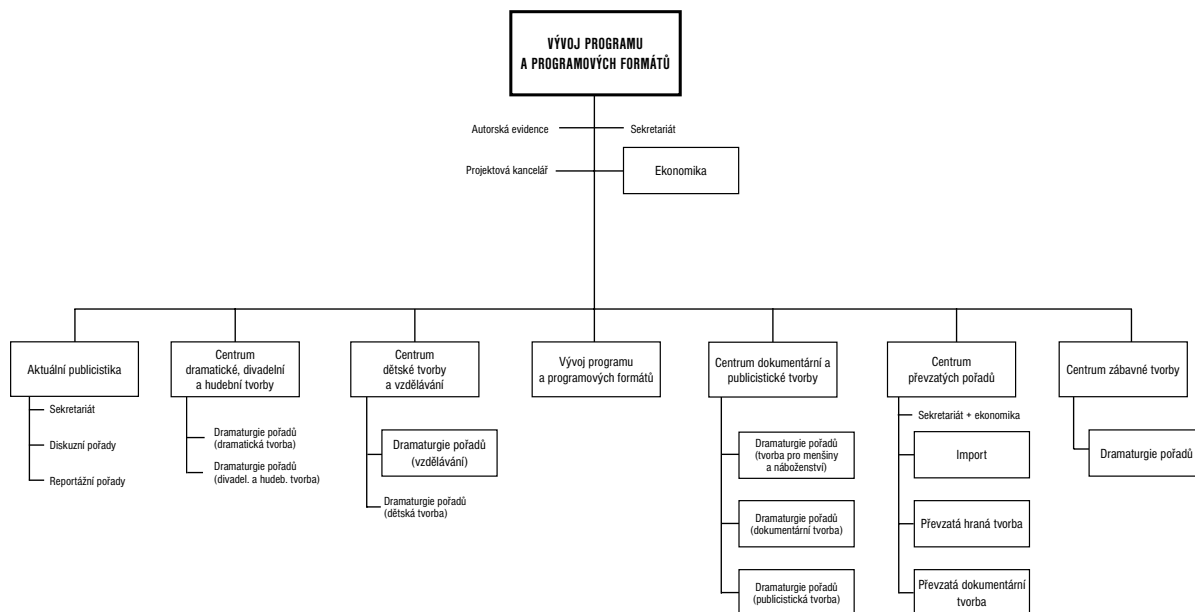 VÝVOJ PROGRAMU
A PROGRAMOVÝCH FORMÁTŮ
Autorská evidence
Sekretariát
Projektová kancelář
Ekonomika
Aktuální publicistika
Sekretariát
Diskuzní pořady
Reportážní pořady
Centrum
dramatické, divadelní
a hudební tvorby
Dramaturgie pořadů
(dramatická tvorba)
Dramaturgie pořadů
(divadel. a hudeb. tvorba)
Centrum
dětské tvorby
a vzdělávání
Dramaturgie pořadů
(vzdělávání)
Dramaturgie pořadů
(dětská tvorba)
Vývoj programu
a programových formátů
Centrum dokumentární a
publicistické tvorby
Dramaturgie pořadů
(tvorba pro menšiny
a náboženství)
Dramaturgie pořadů
(dokumentární tvorba)
Dramaturgie pořadů
(publicistická tvorba)
Centrum
převzatých pořadů
Sekretariát + ekonomika
Import
Převzatá hraná tvorba
Převzatá dokumentární
tvorba
Centrum zábavné tvorby
Dramaturgie pořadů